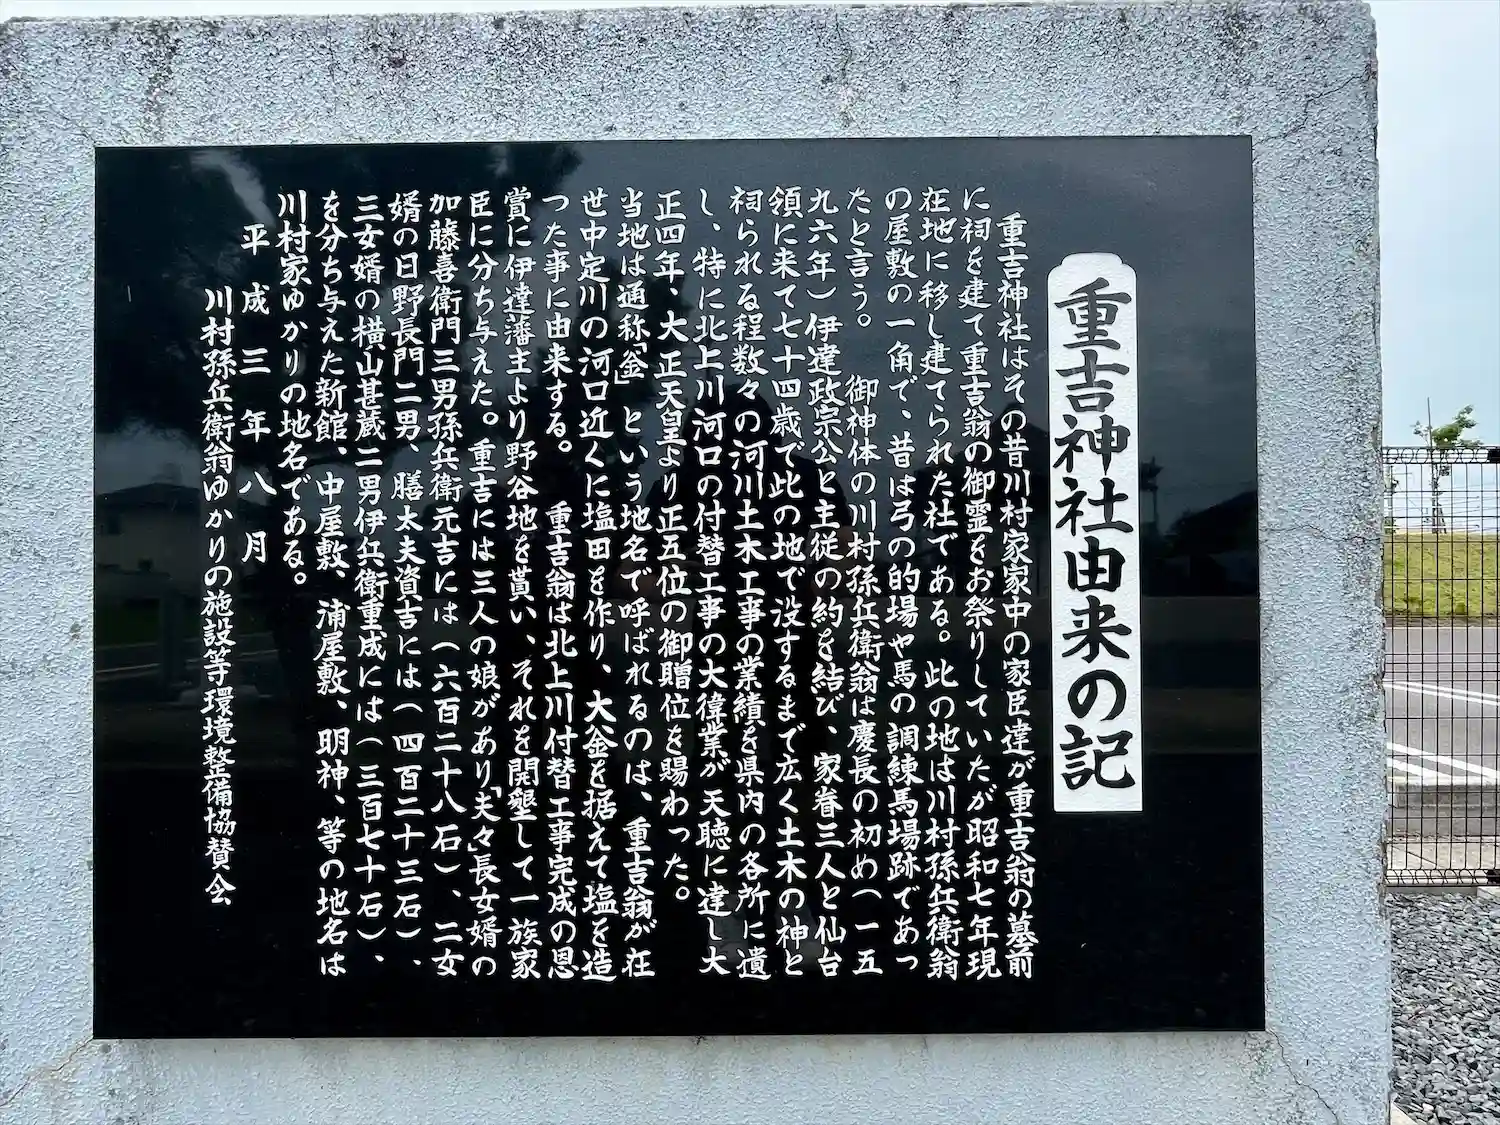 重吉神社由来の記
重吉神社はその昔川村家家中の家臣達が重吉翁の墓前
に祠を建て重吉翁の御霊をお祭りしていたが昭和七年現
在地に移し建てられた社である。此の地は川村孫兵衛翁
の屋敷の一角で、昔は弓の的場や馬の調練馬場跡であっ
たと言う。　御神体の川村孫兵衛翁は慶長の初め(一五
九六年)伊達政宗公と主従の約を結び、家眷三人と仙台
領に来て七十四歳で此の地で没するまで広く土木の神と
祠られる程数々の河川土木工事の業績を県内の各所に遺
し、特に北上川河口の付替工事の大偉業が天聴に達し大
正四年　大正天皇より正五位の御贈位を賜わった。
当地は通称「釜」という地名で呼ばれるのは、重吉翁が在
世中定川の河口近くに塩田を作り、大釜を据えて塩を造
った事に由来する。　重吉翁は北上川付替工事完成の恩
賞に伊達藩主より野谷地を貰い、それを開墾して一族家
臣に分ち与えた。重吉には三人の娘があり「夫々」長女婿の
加藤喜衛門三男孫兵衛元吉には(六百二十八石)、二女
婿の日野長門二男、膳太夫資吉には(四百二十三石)、
三女婿の横山甚蔵二男伊兵衛重成には(三百七十石)、
を分ち与えた新館、中屋敷、浦屋敷、明神、等の地名は
川村家ゆかりの地名である。
平成三年八月
川村孫兵衛翁ゆかりの施設等環境整備協賛会